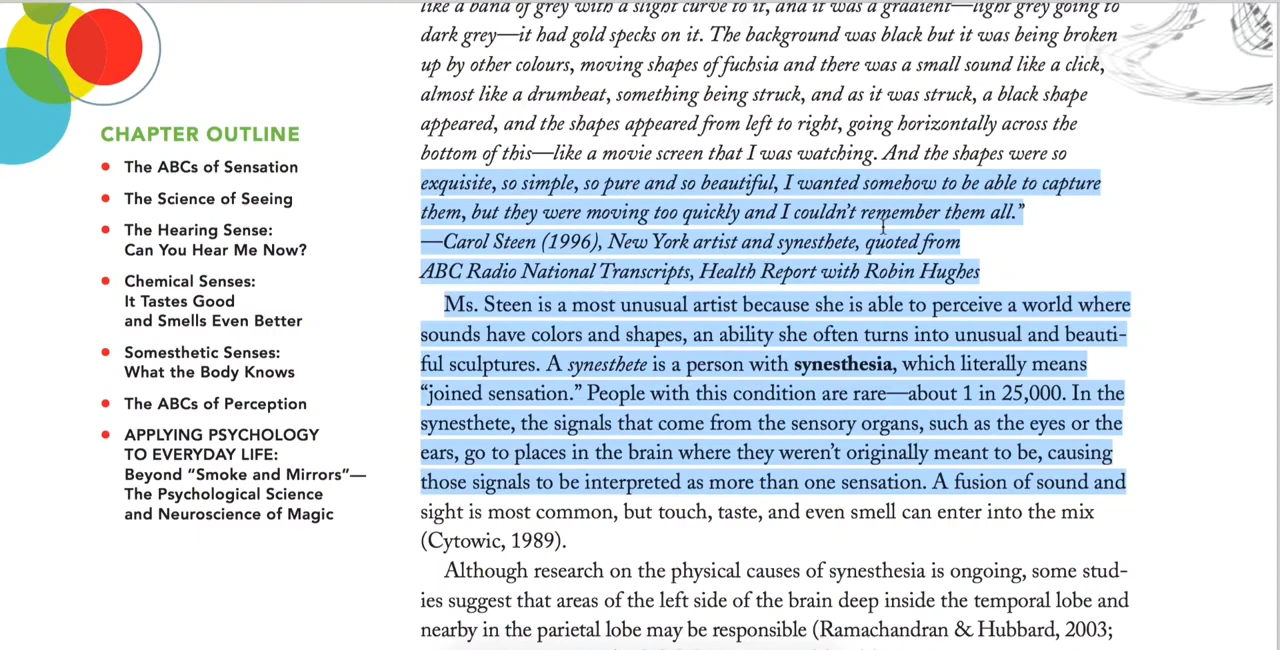 like a band of grey with a slight curve to it, and it was a gradient—light grey going to
dark grey—it had gold specks on it. The background was black but it was being broken
up by other colours, moving shapes of fuchsia and there was a small sound like a click,
almost like a drumbeat, something being struck, and as it was struck, a black shape
appeared, and the shapes appeared from left to right, going horizontally across the
bottom of this—like a movie screen that I was watching. And the shapes were so
exquisite, so simple, so pure and so beautiful, I wanted somehow to be able to capture
them, but they were moving too quickly and I couldn't remember them all.”
—Carol Steen (1996), New York artist and synesthete, quoted from
ABC Radio National Transcripts, Health Report with Robin Hughes
Ms. Steen is a most unusual artist because she is able to perceive a world where
sounds have colors and shapes, an ability she often turns into unusual and beauti-
ful sculptures. A synesthete is a person with synesthesia, which literally means
“joined sensation.” People with this condition are rare—about 1 in 25,000. In the
synesthete, the signals that come from the sensory organs, such as the eyes or the
ears, go to places in the brain where they weren't originally meant to be, causing
those signals to be interpreted as more than one sensation. A fusion of sound and
sight is most common, but touch, taste, and even smell can enter into the mix
(Cytowic, 1989).
Although research on the physical causes of synesthesia is ongoing, some stud-
ies suggest that areas of the left side of the brain deep inside the temporal lobe and
nearby in the parietal lobe may be responsible (Ramachandran & Hubbard, 2003;
CHAPTER OUTLINE
• The ABCs of Sensation
• The Science of Seeing
• The Hearing Sense:
Can You Hear Me Now?
• Chemical Senses:
It Tastes Good
and Smells Even Better
• Somesthetic Senses:
What the Body Knows
• The ABCs of Perception
• APPLYING PSYCHOLOGY
TO EVERYDAY LIFE:
Beyond “Smoke and Mirrors”—
The Psychological Science
and Neuroscience of Magic